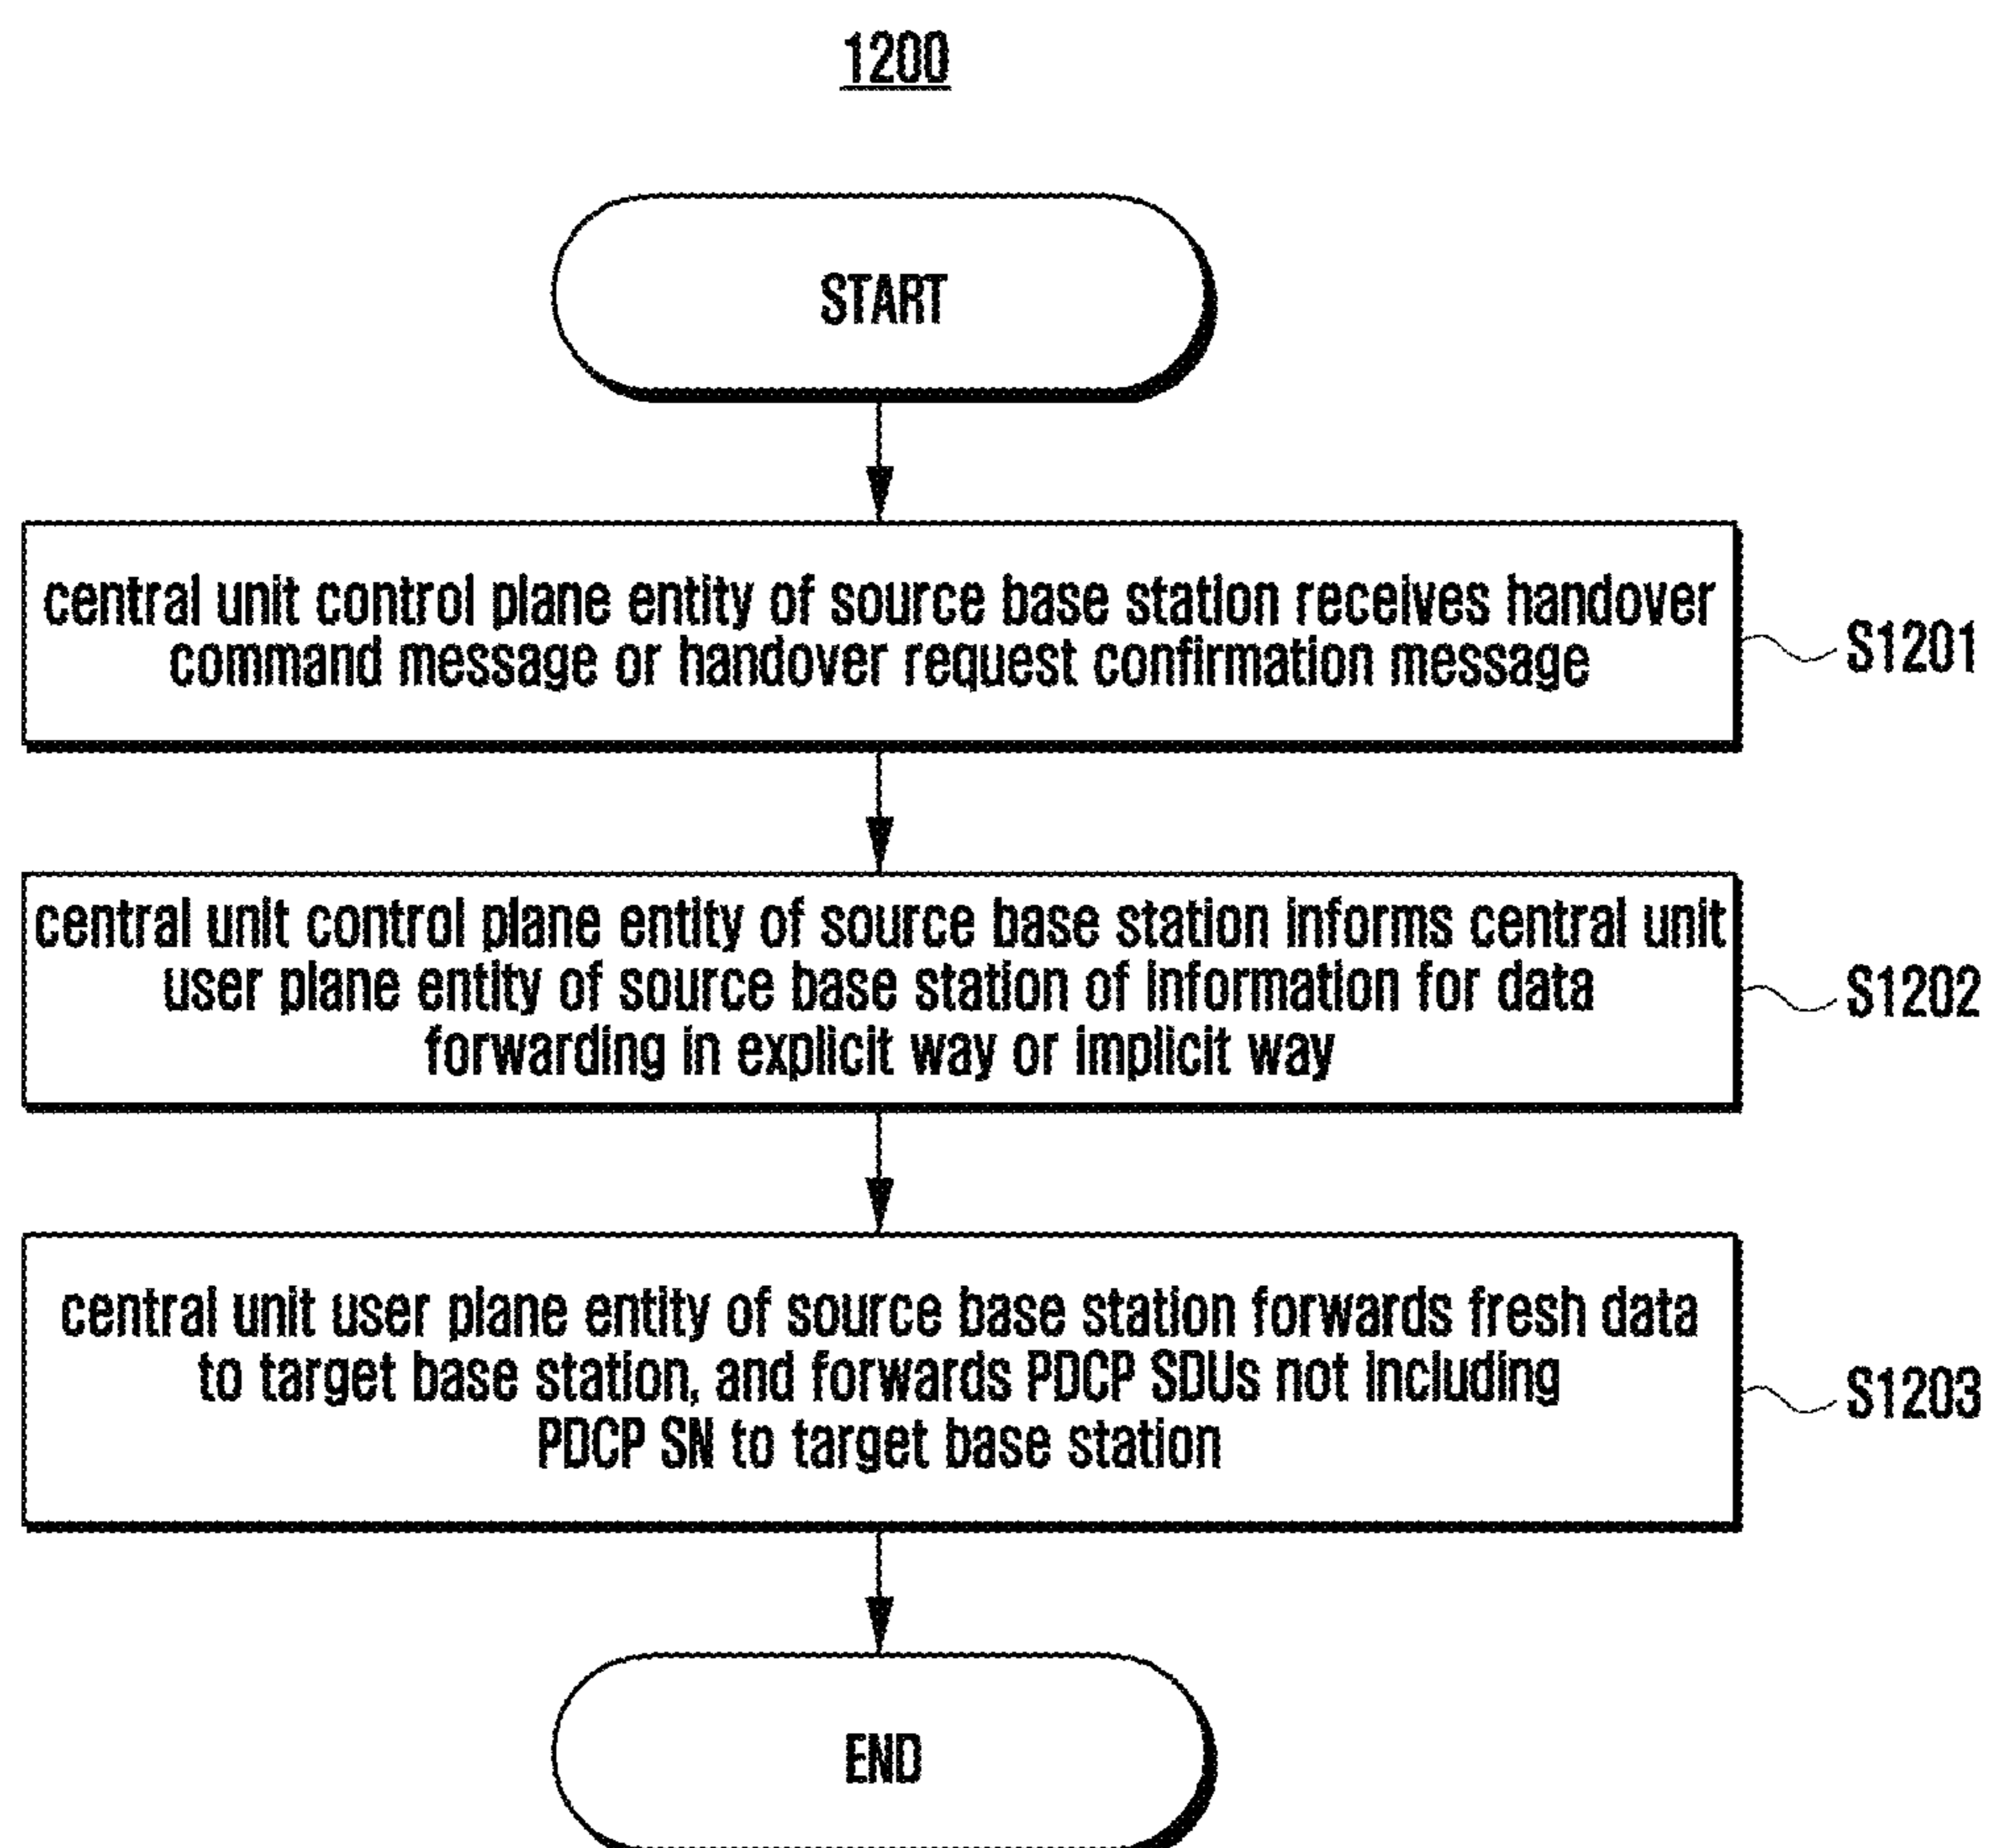 1200
START
central unit control plane entity of source base station receives handover
command message or handover request confirmation message
S1201
central unit control plane entity of source base station informs central unit
user plane entity of source base station of information for data
forwarding in explicit way or implicit way
S1202
central unit user plane entity of source base station forwards fresh data
to target base station, and forwards PDCP SDUs not including
PDCP SN to target base station
S1203
END